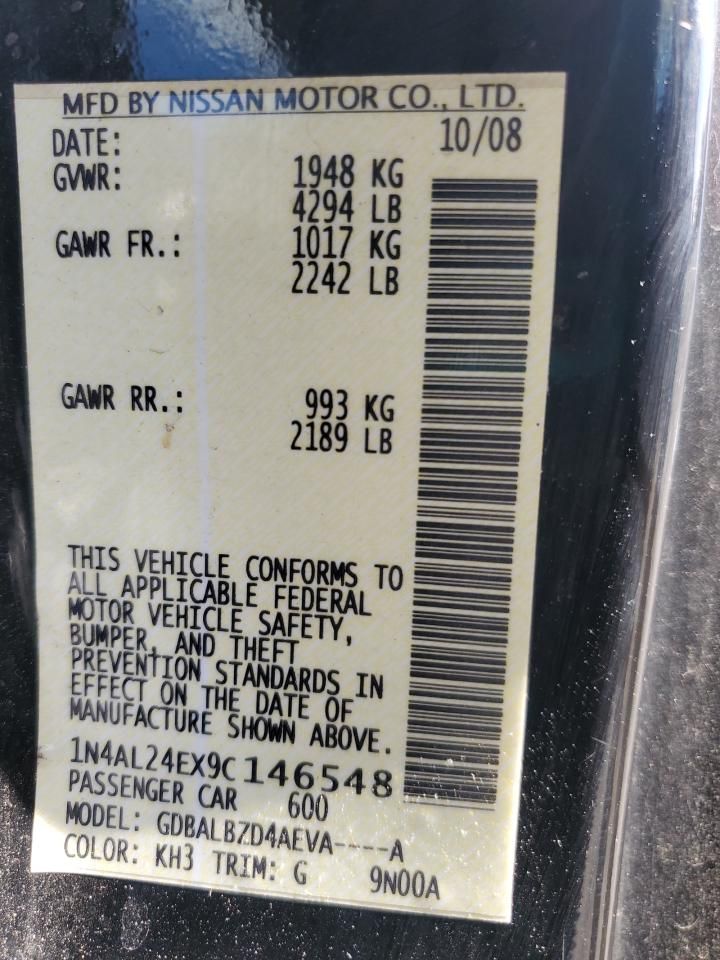 MFD BY NISSAN MOTOR CO., LTD.
DATE: 10/08
GVWR: 1948 KG
4294 LB
GAWR FR.: 1017 KG
2242 LB
GAWR RR.: 993 KG
2189 LB
THIS VEHICLE CONFORMS TO
ALL APPLICABLE FEDERAL
MOTOR VEHICLE SAFETY,
BUMPER, AND THEFT
PREVENTION STANDARDS IN
EFFECT ON THE DATE OF
MANUFACTURE SHOWN ABOVE.
1N4AL24EX9C146548
PASSENGER CAR 600
MODEL: GDBALBZD4AEVA----A
COLOR: KH3 TRIM: G 9N00A